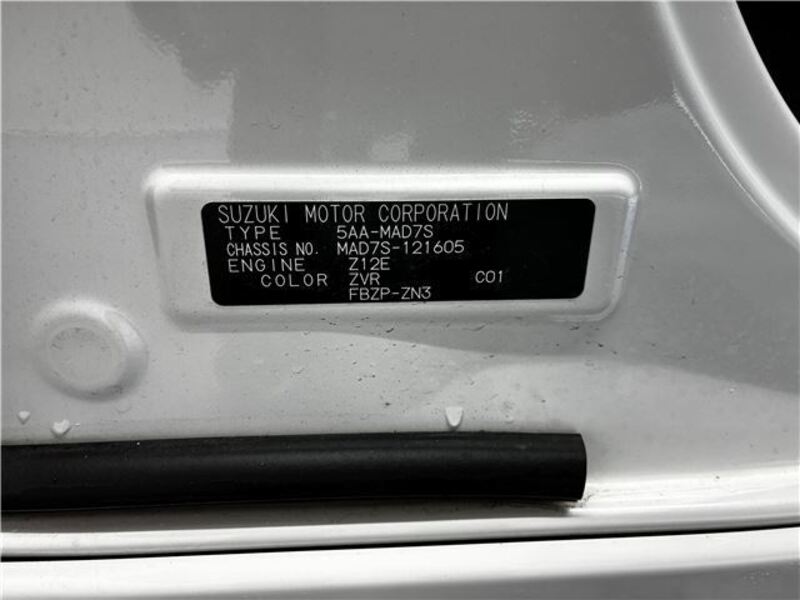 SUZUKI MOTOR CORPORATION
TYPE 5AA-MAD7S
CHASSIS NO. MAD7S-121605
ENGINE Z12E
COLOR ZVR C01
FBZP-ZN3